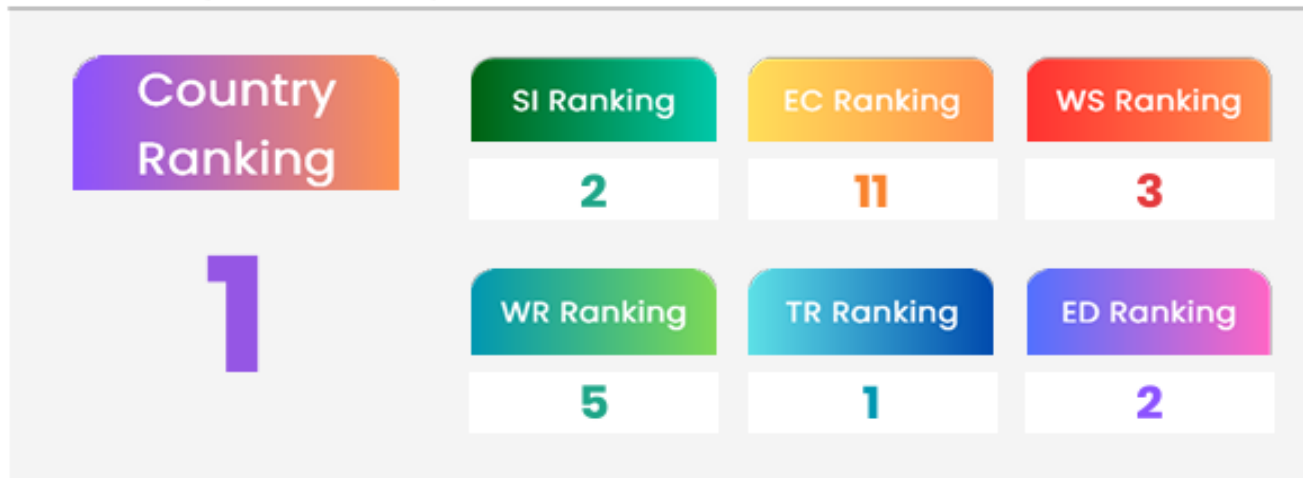 Country
Ranking
1
SI Ranking
2
EC Ranking
11
WS Ranking
3
WR Ranking
5
TR Ranking
1
ED Ranking
2